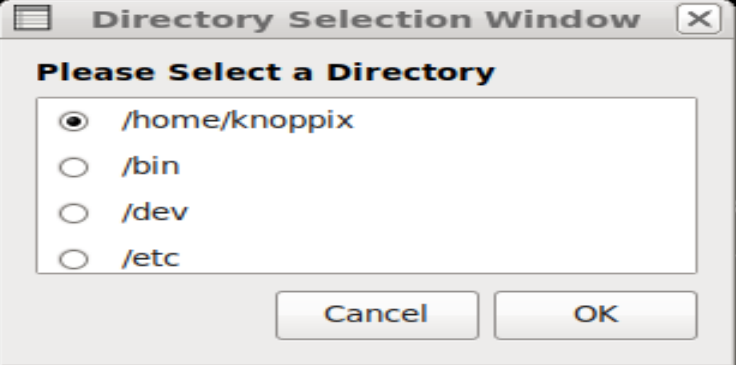 Directory Selection Window
Please Select a Directory
/home/knoppix
/bin
/dev
/etc
Cancel OK